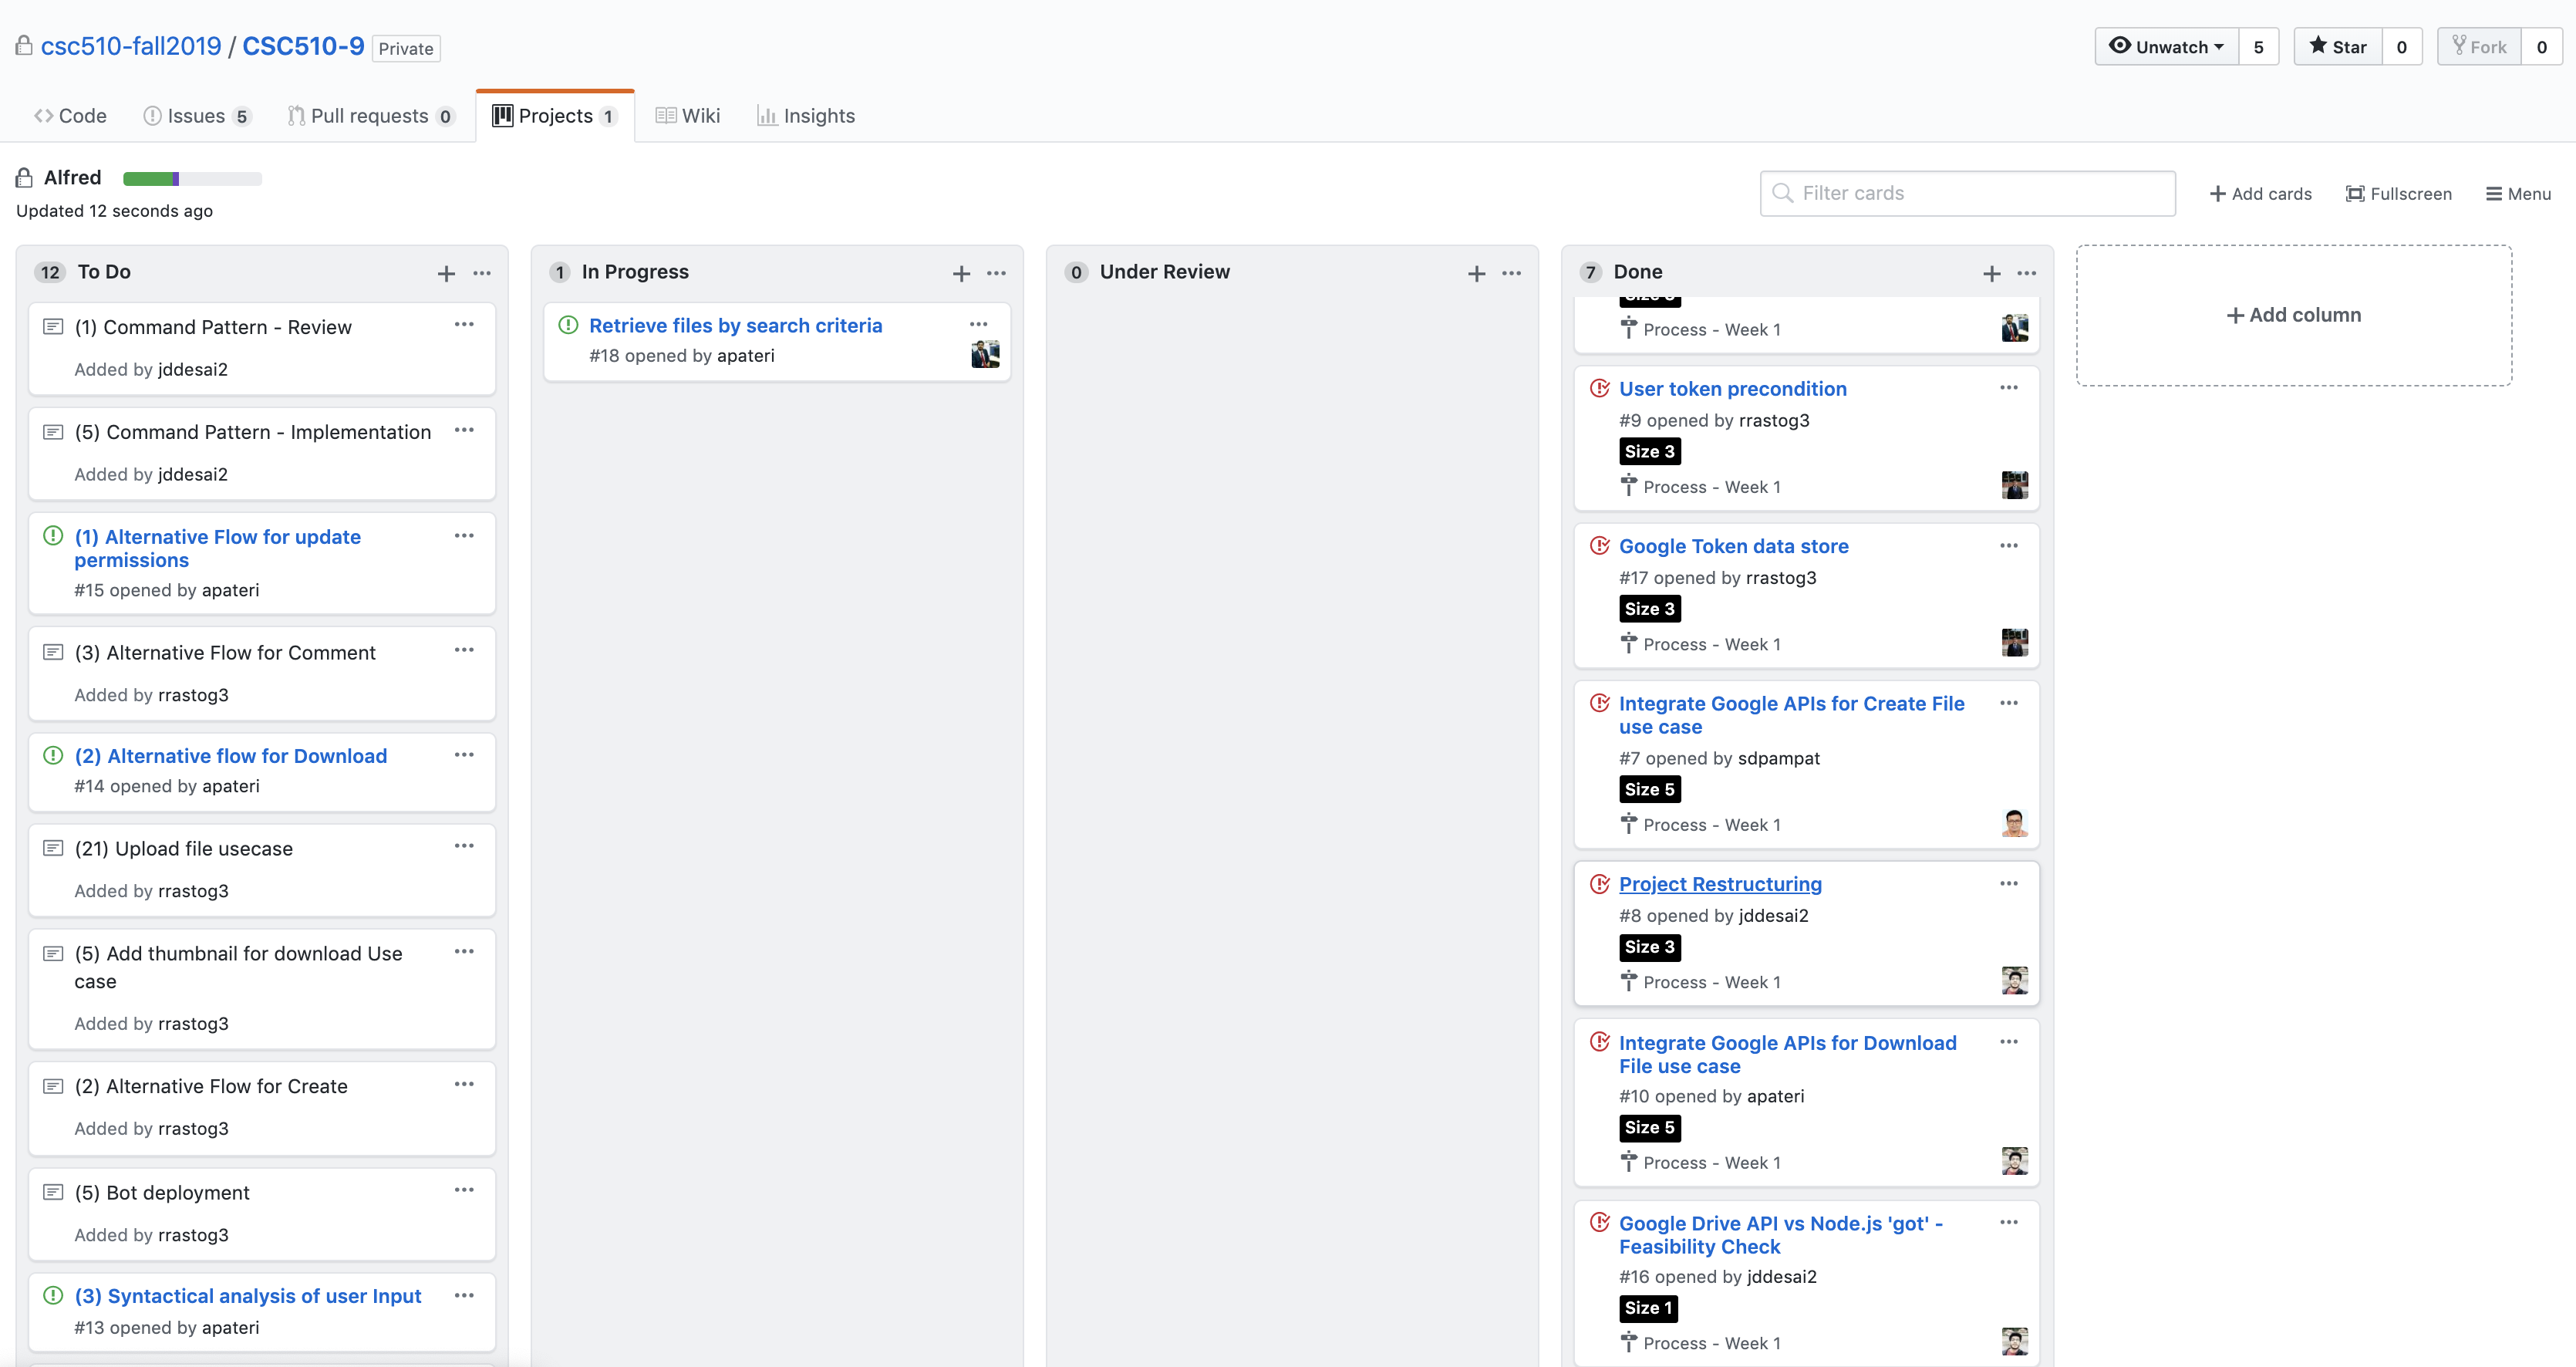 csc510-fall2019 / CSC510-9 Private
Unwatch 5 Star 0 Fork 0
Code Issues 5 Pull requests 0 Projects 1 Wiki Insights
Alfred
Updated 12 seconds ago
Filter cards
Add cards Fullscreen Menu
12 To Do
(1) Command Pattern - Review
Added by jddesai2
(5) Command Pattern - Implementation
Added by jddesai2
(1) Alternative Flow for update
permissions
#15 opened by apateri
(3) Alternative Flow for Comment
Added by rrastog3
(2) Alternative flow for Download
#14 opened by apateri
(21) Upload file usecase
Added by rrastog3
(5) Add thumbnail for download Use
case
Added by rrastog3
(2) Alternative Flow for Create
Added by rrastog3
(5) Bot deployment
Added by rrastog3
(3) Syntactical analysis of user Input
#13 opened by apateri
1 In Progress
Retrieve files by search criteria
#18 opened by apateri
0 Under Review
7 Done
Process - Week 1
User token precondition
#9 opened by rrastog3
Size 3
Process - Week 1
Google Token data store
#17 opened by rrastog3
Size 3
Process - Week 1
Integrate Google APIs for Create File
use case
#7 opened by sdpampat
Size 5
Process - Week 1
Project Restructuring
#8 opened by jddesai2
Size 3
Process - Week 1
Integrate Google APIs for Download
File use case
#10 opened by apateri
Size 5
Process - Week 1
Google Drive API vs Node.js 'got' -
Feasibility Check
#16 opened by jddesai2
Size 1
Process - Week 1
Add column